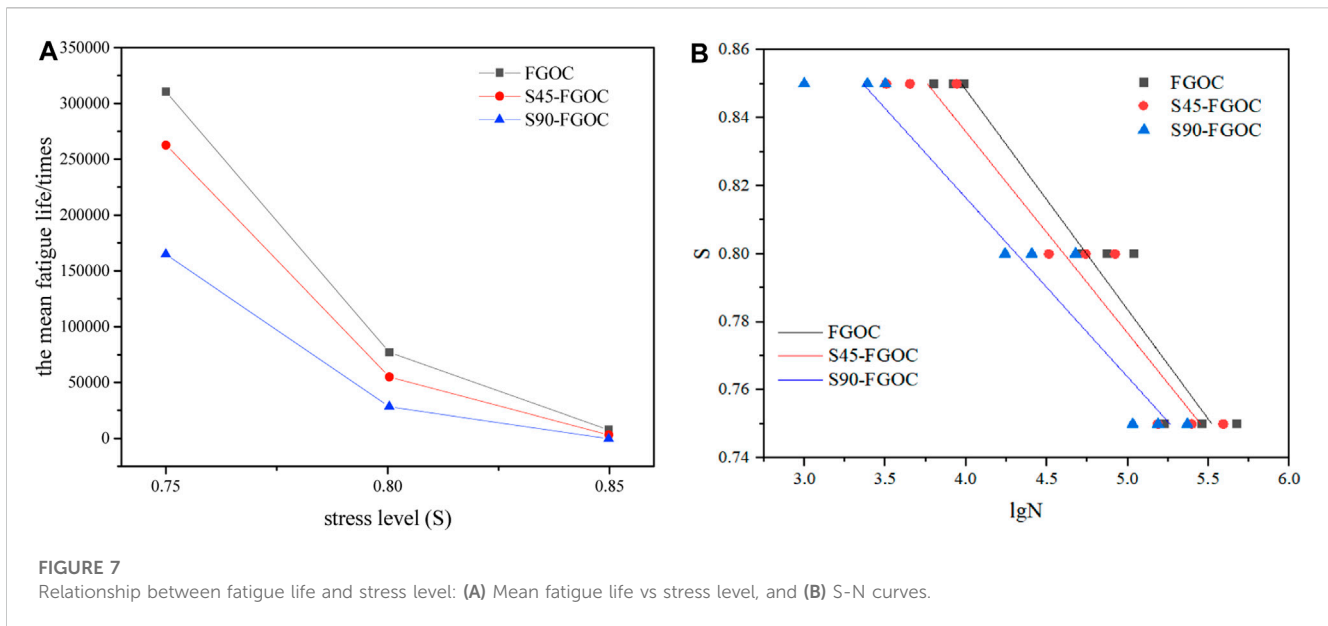 A
350000
300000
250000
200000
150000
100000
50000
0
the mean fatigue life/times
FGOC
S45-FGOC
S90-FGOC
0.75 0.80 0.85
stress level (S)
B
0.86
0.84
0.82
0.80
0.78
0.76
0.74
S
FGOC
S45-FGOC
S90-FGOC
FGOC
S45-FGOC
S90-FGOC
3.0 3.5 4.0 4.5 5.0 5.5 6.0
lgN
FIGURE 7
Relationship between fatigue life and stress level: (A) Mean fatigue life vs stress level, and (B) S-N curves.